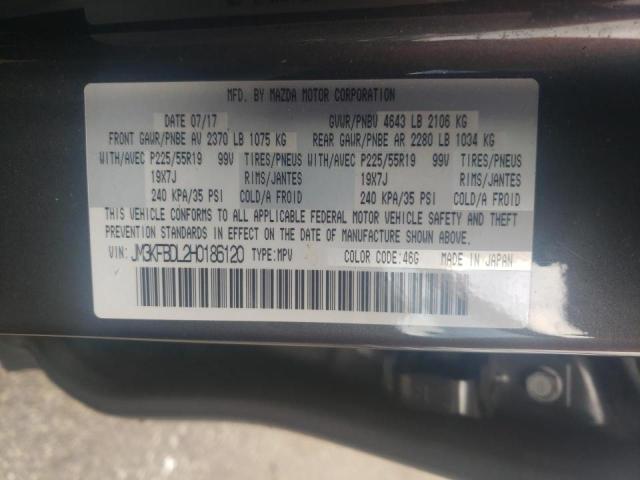 MFD. BY MAZDA MOTOR CORPORATION
DATE 07/17 GVWR/PNBV 4643 LB 2106 KG
FRONT GAWR/PNBE AV 2370 LB 1075 KG REAR GAWR/PNBE AR 2280 LB 1034 KG
WITH/AVEC P225/55R19 99V TIRES/PNEUS WITH/AVEC P225/55R19 99V TIRES/PNEUS
19X7J RIMS/JANTES 19X7J RIMS/JANTES
240 KPA/35 PSI COLD/A FROID 240 KPA/35 PSI COLD/A FROID
THIS VEHICLE CONFORMS TO ALL APPLICABLE FEDERAL MOTOR VEHICLE SAFETY AND THEFT
PREVENTION STANDARDS IN EFFECT ON THE DATE OF MANUFACTURE SHOWN ABOVE.
VIN: JM3KFBDL2H0186120 TYPE:MPV COLOR CODE:46G MADE IN JAPAN